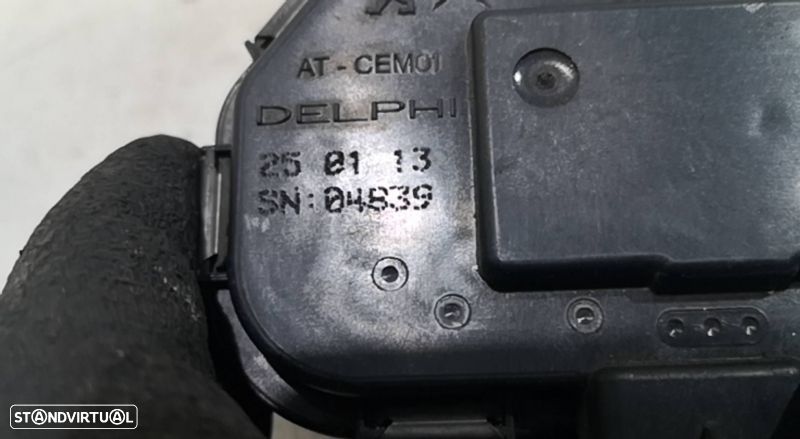 AT - CEM01
DELPHI
25 01 13
SN:04839
STANDVIRTUAL